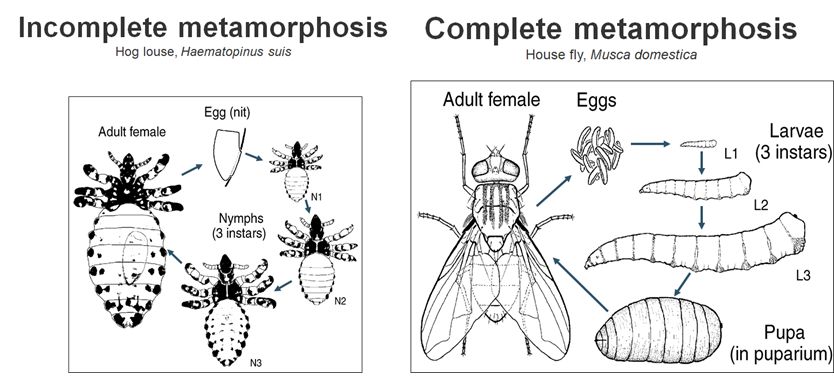 Incomplete metamorphosis
Hog louse, Haematopinus suis
Adult female
Egg (nit)
N1
Nymphs
(3 instars)
N2
N3
Complete metamorphosis
House fly, Musca domestica
Adult female
Eggs
L1
Larvae
(3 instars)
L2
L3
Pupa
(in puparium)